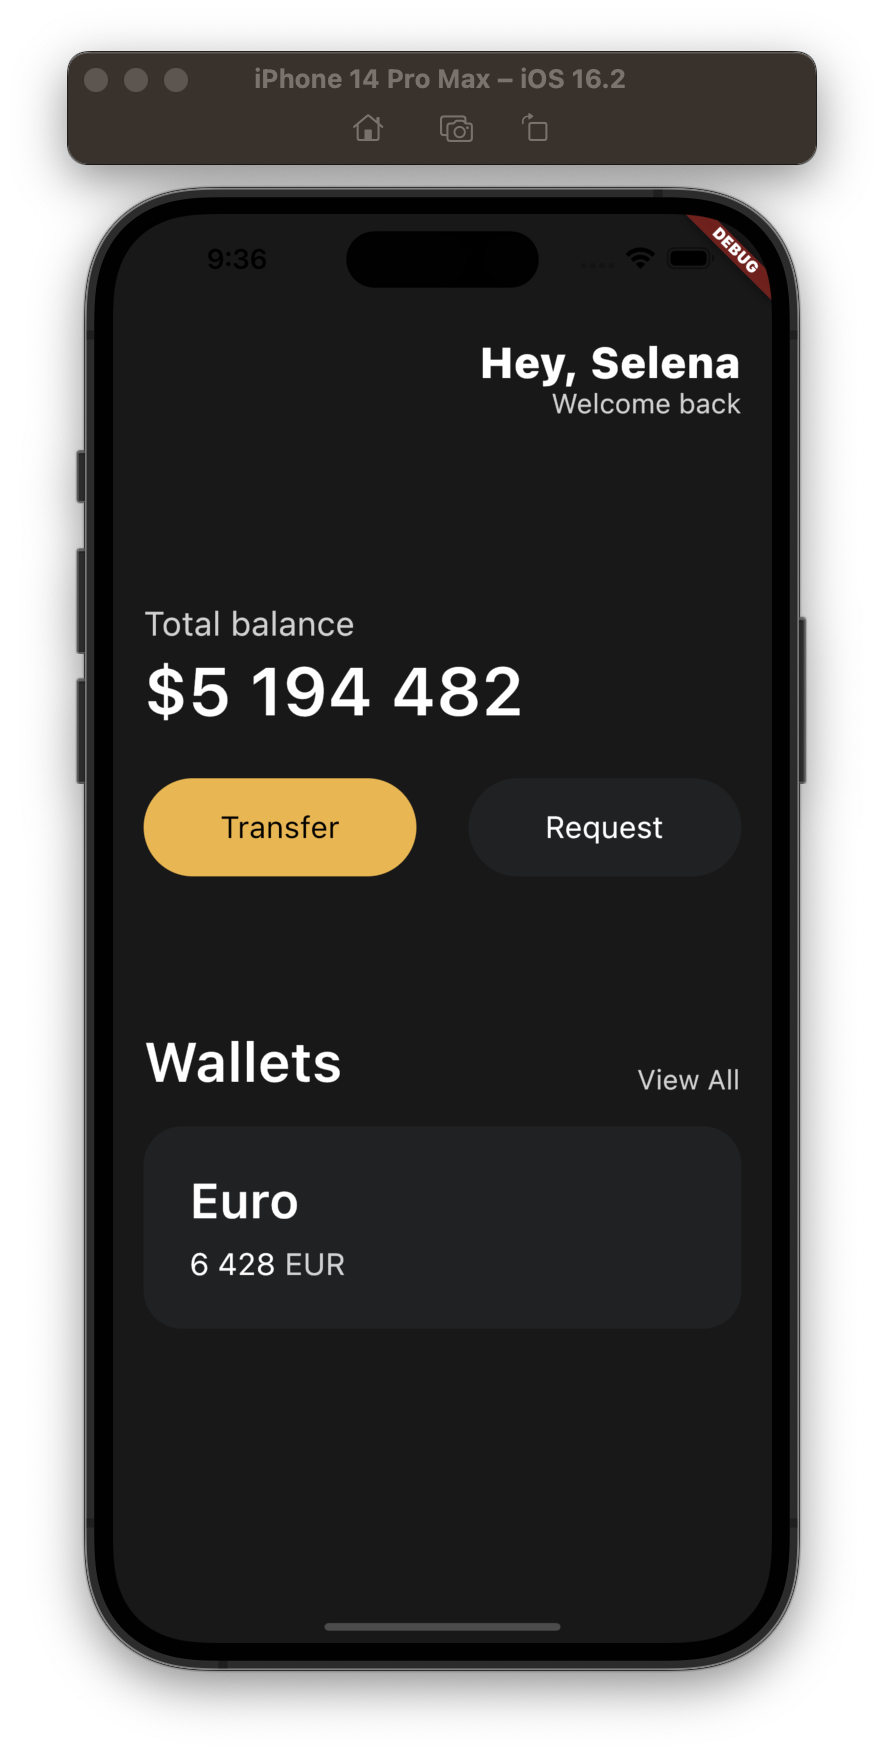 iPhone 14 Pro Max – iOS 16.2
9:36
DEBUG
Hey, Selena
Welcome back
Total balance
$5 194 482
Transfer
Request
Wallets
View All
Euro
6 428 EUR